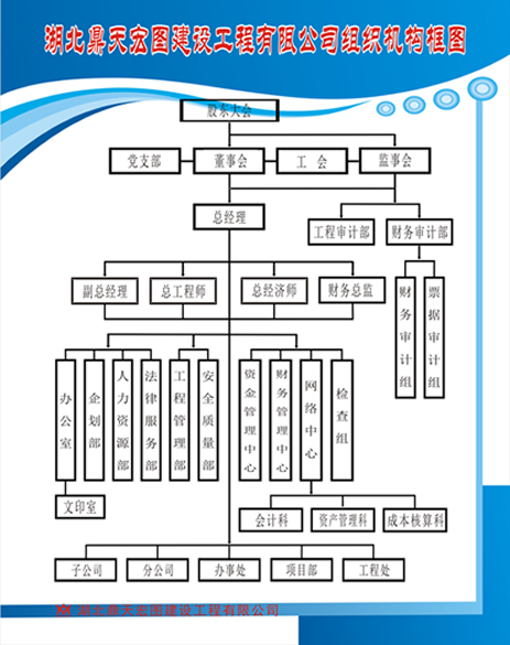 湖北鼎天宏图建设工程有限公司组织机构框图
股东大会
党支部 董事会 工会 监事会
总经理 工程审计部 财务审计部
副总经理 总工程师 总经济师 财务总监
财务审计组
票据审计组
办公室
企划部
人力资源部
法律服务部
工程管理部
安全质量部
资金管理中心
财务管理中心
网络中心
检查组
文印室 会计科 资产管理科 成本核算科
子公司 分公司 办事处 项目部 工程处
湖北鼎天宏图建设工程有限公司